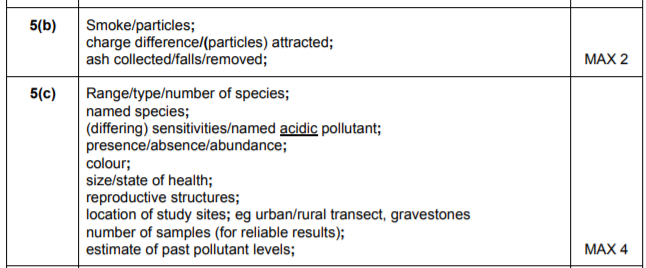 5(b) Smoke/particles;
charge difference/(particles) attracted;
ash collected/falls/removed; MAX 2
5(c) Range/type/number of species;
named species;
(differing) sensitivities/named acidic pollutant;
presence/absence/abundance;
colour;
size/state of health;
reproductive structures;
location of study sites; eg urban/rural transect, gravestones
number of samples (for reliable results);
estimate of past pollutant levels; MAX 4